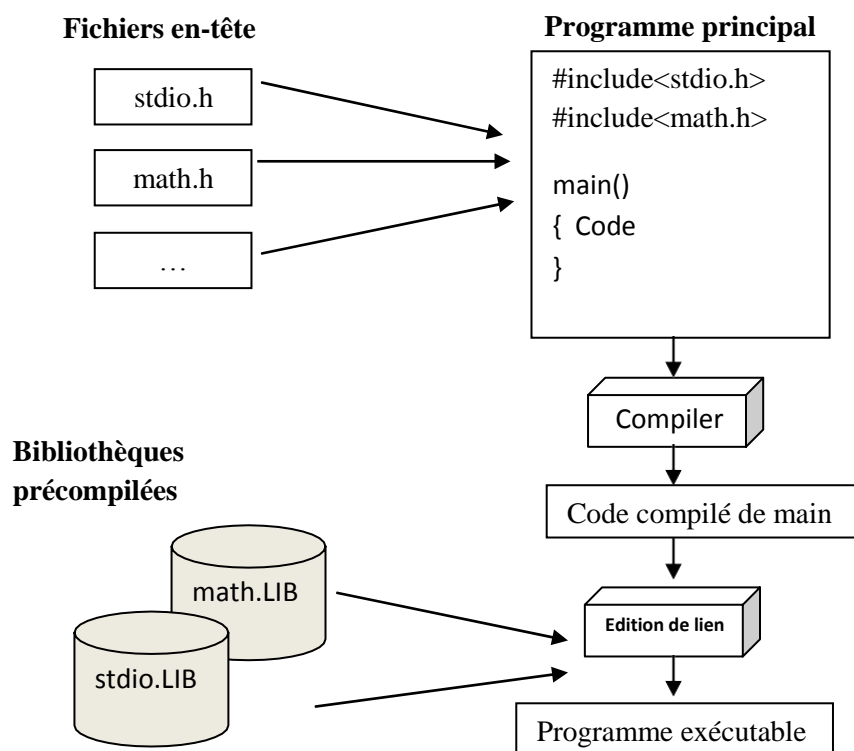 Fichiers en-tête
stdio.h
math.h
…
Programme principal
#include<stdio.h>
#include<math.h>
main()
{ Code
}
Compiler
Code compilé de main
Bibliothèques
précompilées
math.LIB
stdio.LIB
Edition de lien
Programme exécutable